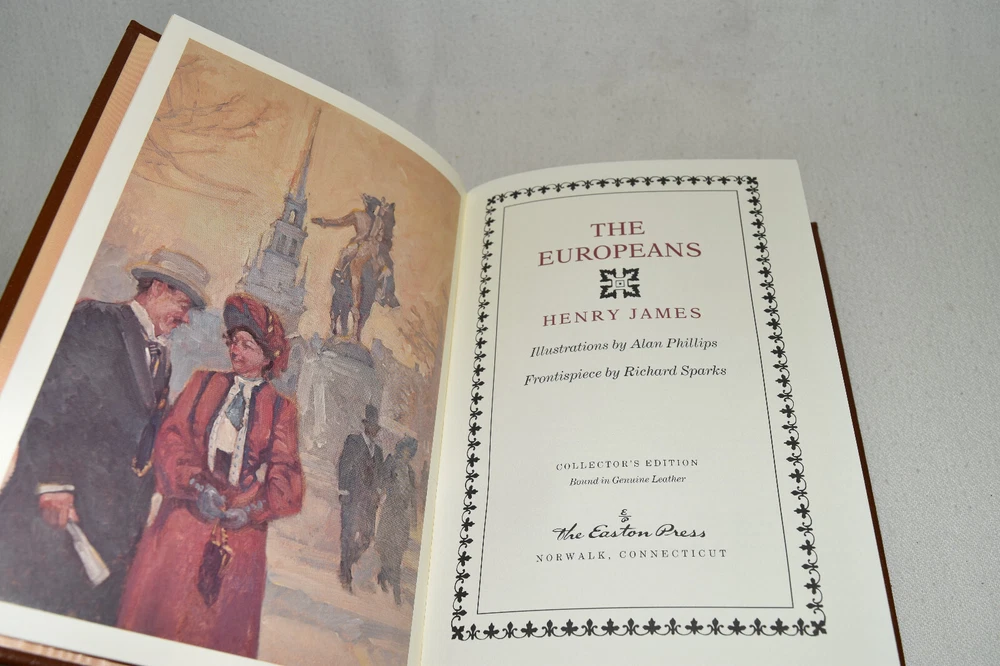 THE
EUROPEANS
HENRY JAMES
Illustrations by Alan Phillips
Frontispiece by Richard Sparks
COLLECTOR'S EDITION
Bound in Genuine Leather
E/P
The Easton Press
NORWALK, CONNECTICUT